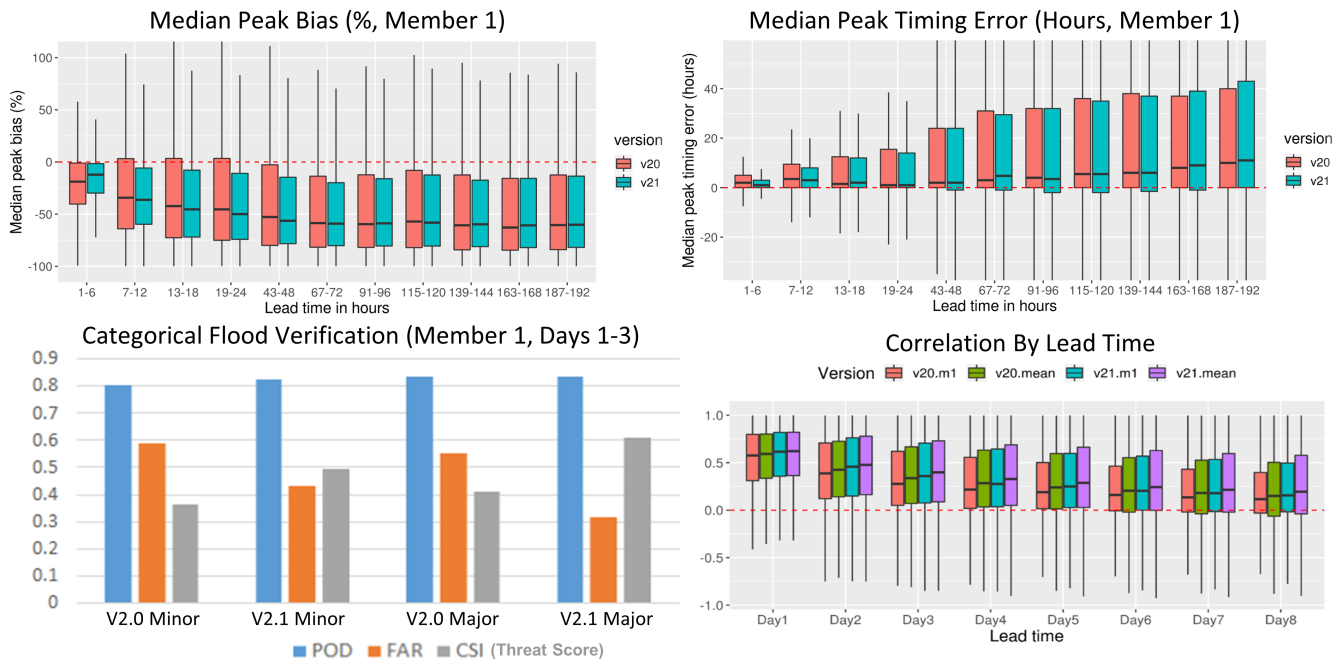 Median Peak Bias (%, Member 1)
Median peak bias (%)
100
50
0
-50
-100
1-6 7-12 13-18 19-24 43-48 67-72 91-96 115-120 139-144 163-168 187-192
Lead time in hours
version
v20
v21
Median Peak Timing Error (Hours, Member 1)
Median peak timing error (hours)
40
20
0
-20
1-6 7-12 13-18 19-24 43-48 67-72 91-96 115-120 139-144 163-168 187-192
Lead time in hours
version
v20
v21
Categorical Flood Verification (Member 1, Days 1-3)
0.9
0.8
0.7
0.6
0.5
0.4
0.3
0.2
0.1
0
V2.0 Minor V2.1 Minor V2.0 Major V2.1 Major
POD FAR CSI (Threat Score)
Correlation By Lead Time
Version v20.m1 v20.mean v21.m1 v21.mean
1.0
0.5
0.0
-0.5
-1.0
Day1 Day2 Day3 Day4 Day5 Day6 Day7 Day8
Lead time